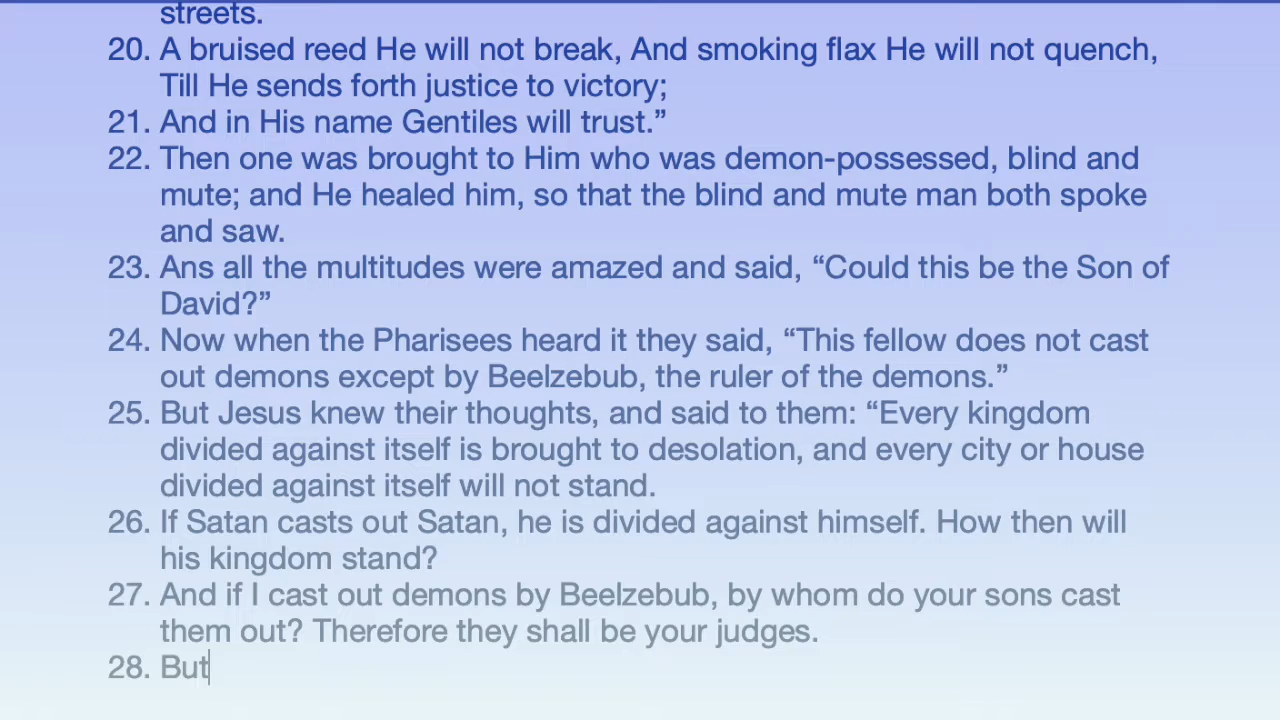 streets.
20. A bruised reed He will not break, And smoking flax He will not quench,
Till He sends forth justice to victory;
21. And in His name Gentiles will trust.”
22. Then one was brought to Him who was demon-possessed, blind and
mute; and He healed him, so that the blind and mute man both spoke
and saw.
23. Ans all the multitudes were amazed and said, “Could this be the Son of
David?”
24. Now when the Pharisees heard it they said, “This fellow does not cast
out demons except by Beelzebub, the ruler of the demons.”
25. But Jesus knew their thoughts, and said to them: “Every kingdom
divided against itself is brought to desolation, and every city or house
divided against itself will not stand.
26. If Satan casts out Satan, he is divided against himself. How then will
his kingdom stand?
27. And if I cast out demons by Beelzebub, by whom do your sons cast
them out? Therefore they shall be your judges.
28. But